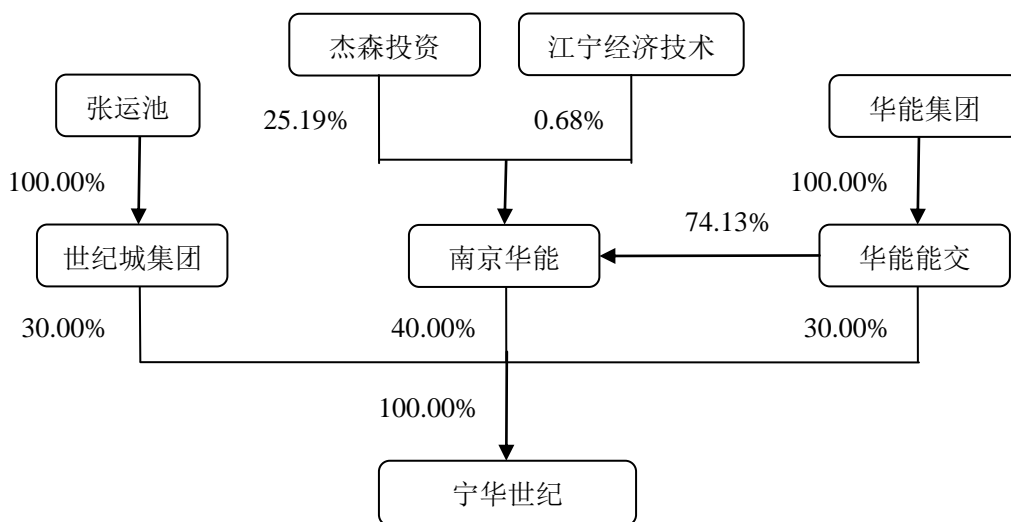 杰森投资
江宁经济技术
张运池
华能集团
25.19%
0.68%
100.00%
100.00%
74.13%
世纪城集团
南京华能
华能能交
30.00%
40.00%
30.00%
100.00%
宁华世纪